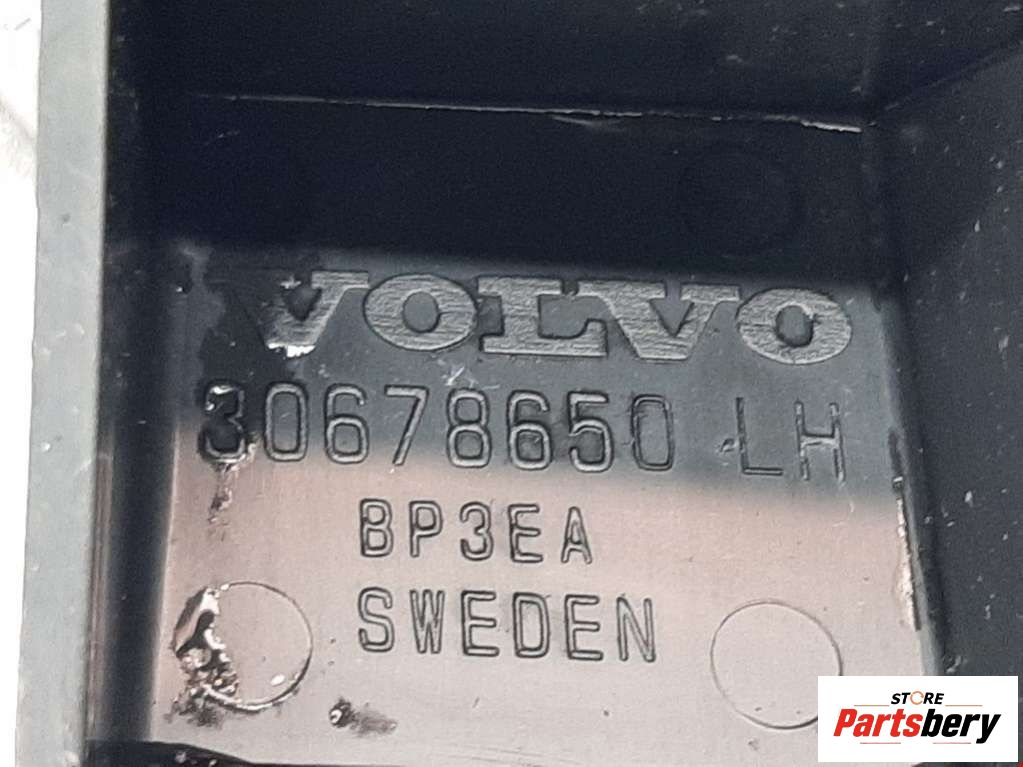 VOLVO
30678650 LH
BP3EA
SWEDEN
STORE
Partsbery